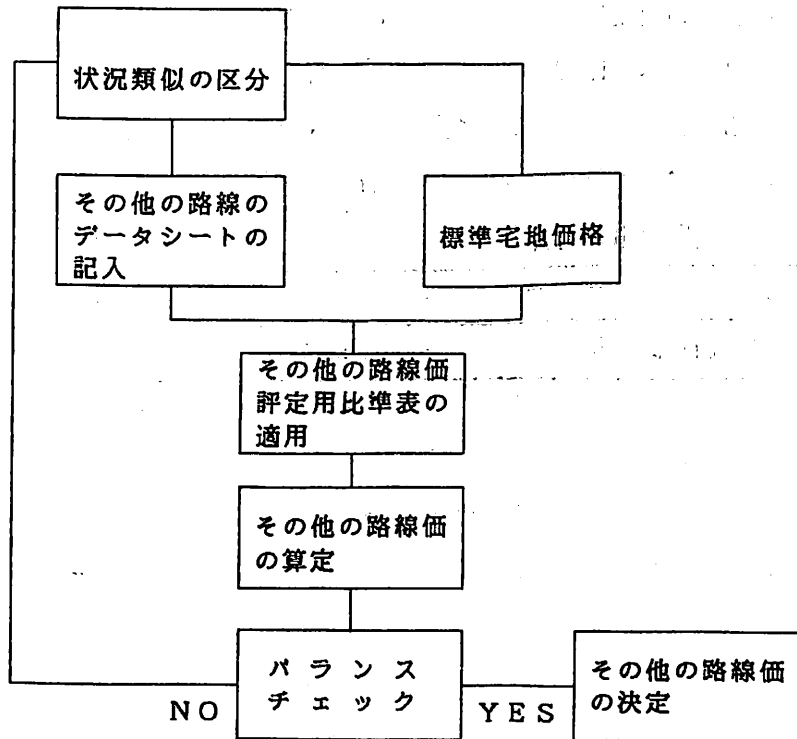 状況類似の区分
その他の路線の
データシートの
記入
標準宅地価格
その他の路線価
評定用比準表の
適用
その他の路線価
の算定
バランス
チェック
NO
YES
その他の路線価
の決定